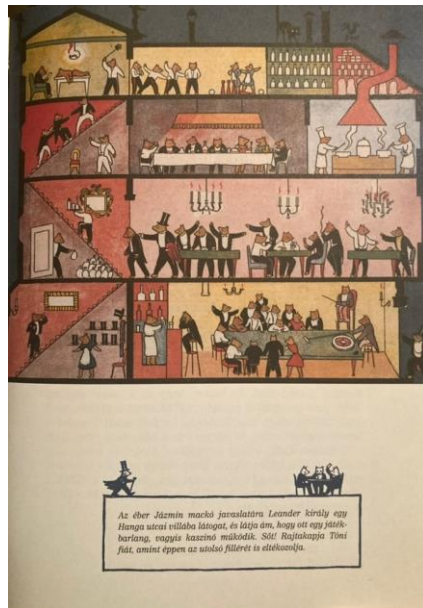 Az éber Jázmin mackó javaslatára Leander király egy
Hanga utcai villába látogat, és látja ám, hogy ott egy játék-
barlang, vagyis kaszinó működik. Sőt! Rajtakapja Tóni
fiát, amint éppen az utolsó fillérét is eltékozolja.